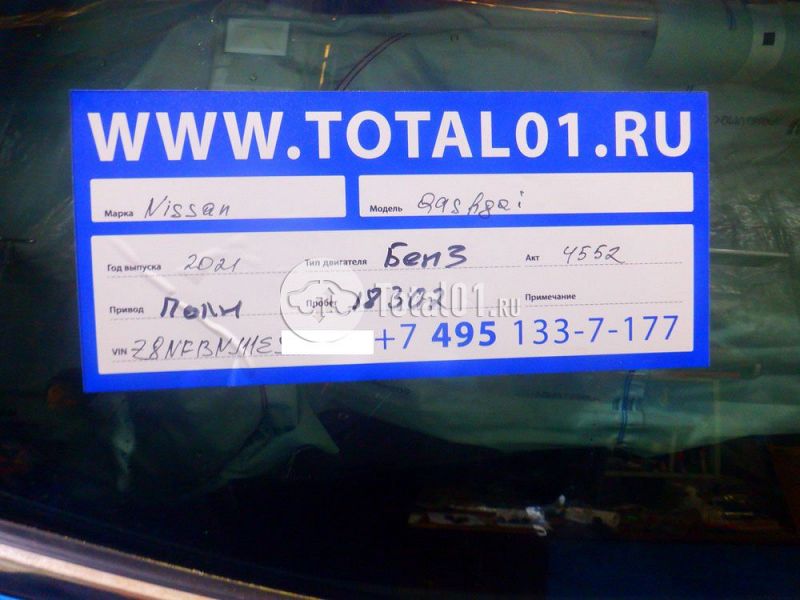 WWW.TOTAL01.RU
Марка Nissan Модель Qashqai
Год выпуска 2021 Тип двигателя Бенз Акт 4552
Привод Полн Пробег 18302 Примечание
Total01.RU
VIN Z8NFBNJ11ES +7 495 133-7-177